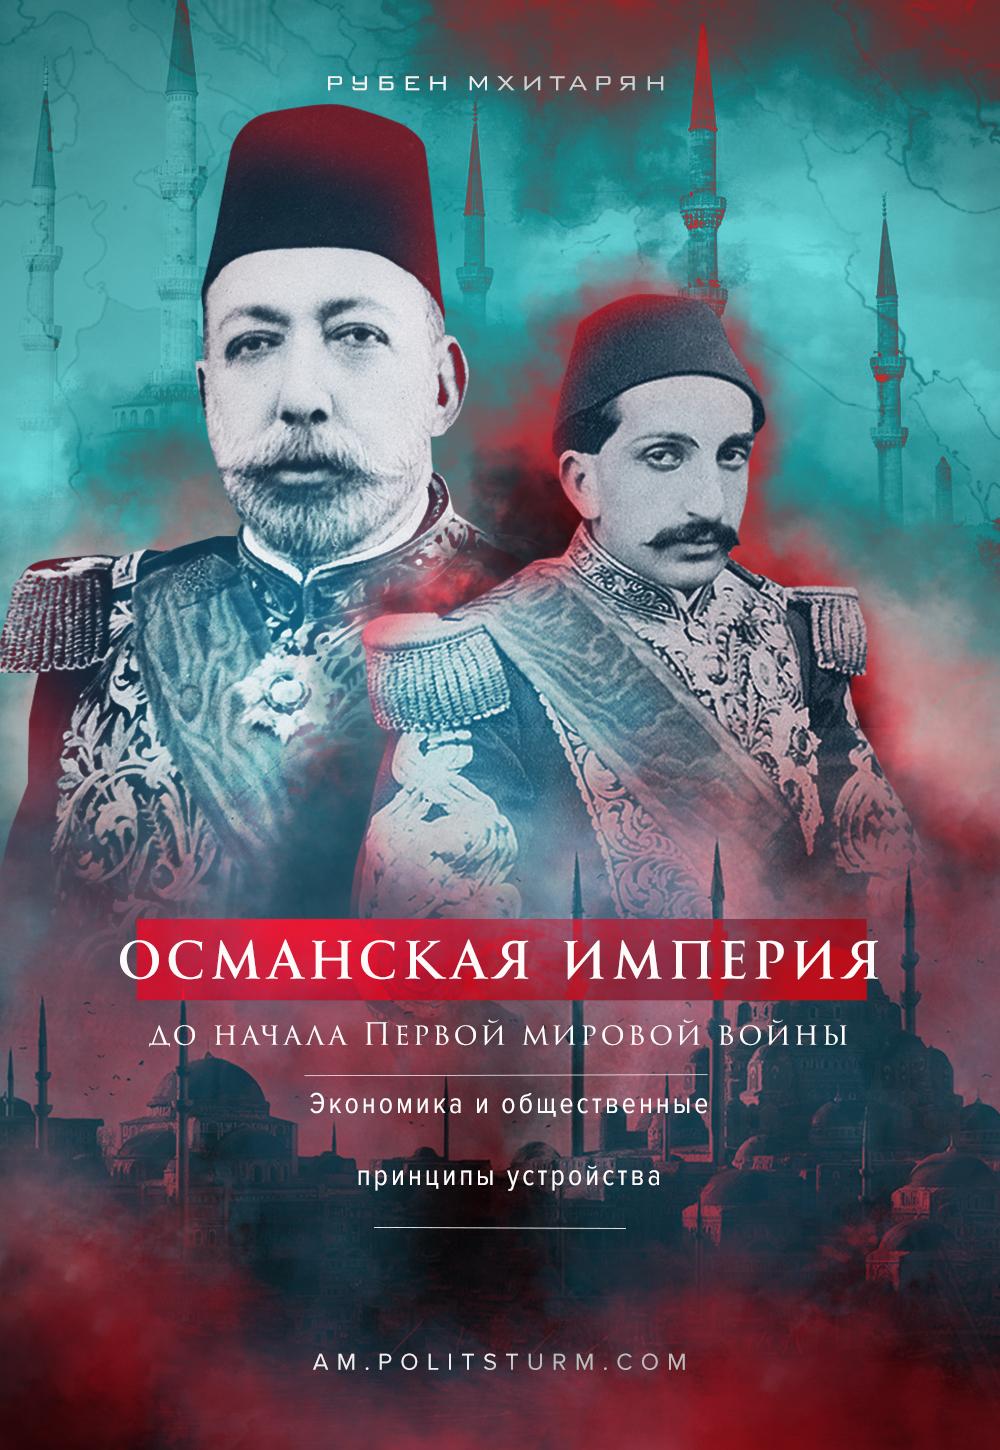 РУБЕН МХИТАРЯН
ОСМАНСКАЯ ИМПЕРИЯ
ДО НАЧАЛА ПЕРВОЙ МИРОВОЙ ВОЙНЫ
Экономика и общественные
принципы устройства
AM.POLITSTURM.COM